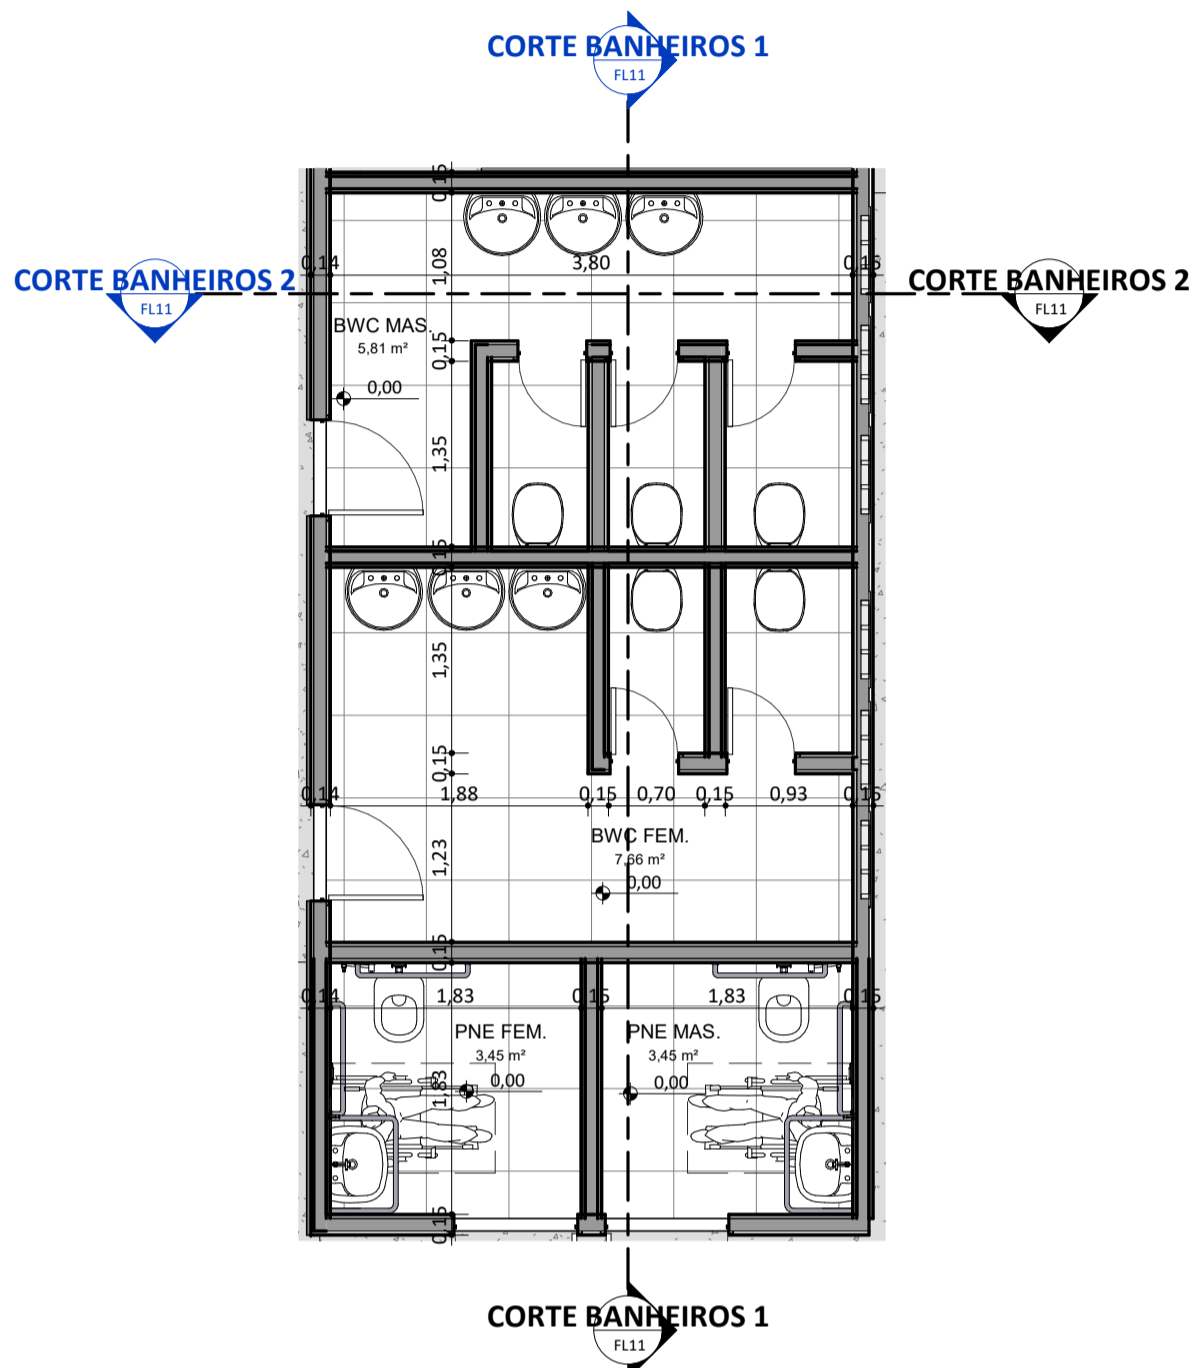 CORTE BANHEIROS 1
FL11
0,15
0,14
1,08
3,80
0,15
CORTE BANHEIROS 2
FL11
CORTE BANHEIROS 2
FL11
BWC MAS.
5,81 m²
0,15
0,00
1,35
0,15
1,35
0,15
0,14
1,88
0,15
0,70
0,15
0,93
0,15
BWC FEM.
7,66 m²
0,00
1,23
0,15
0,14
1,83
0,15
1,83
0,15
PNE FEM.
3,45 m²
0,00
PNE MAS.
3,45 m²
0,00
1,83
0,15
CORTE BANHEIROS 1
FL11